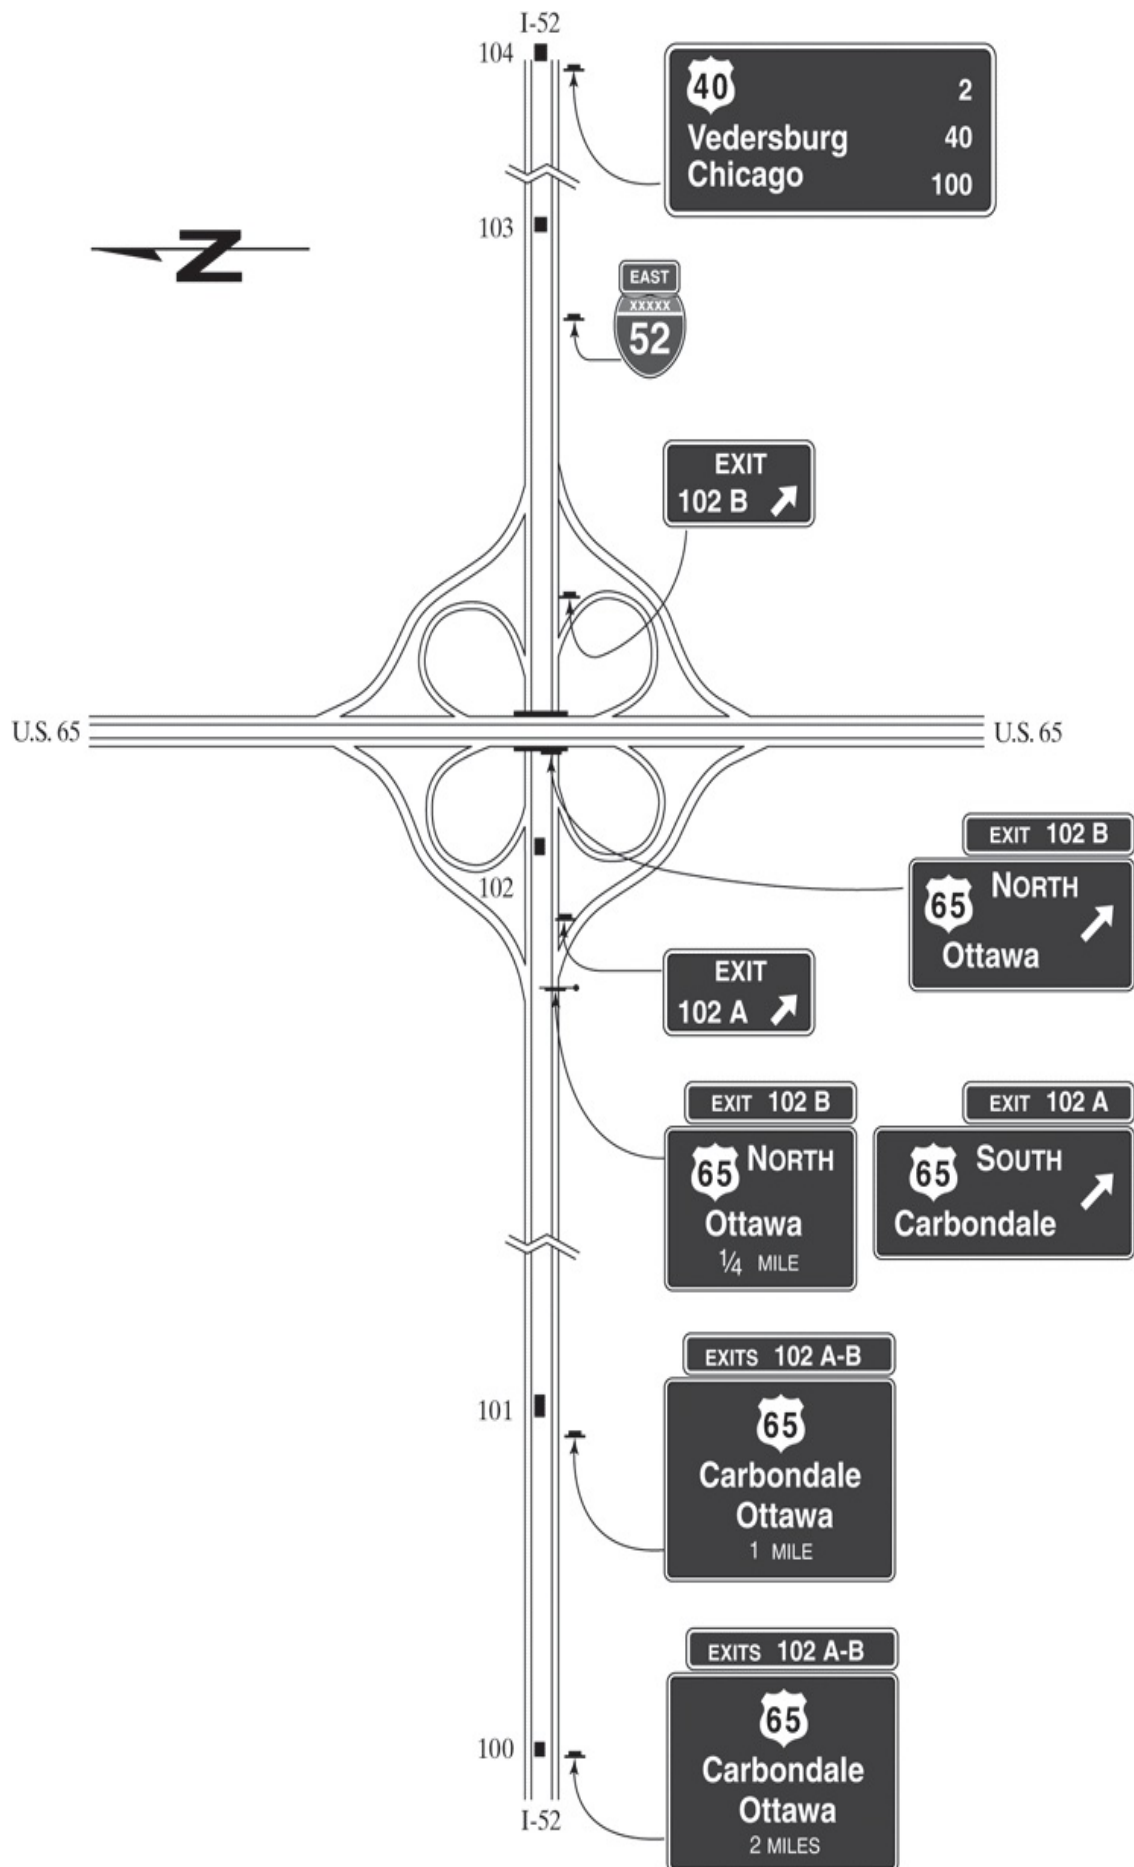 I-52
104
40 2
Vedersburg 40
Chicago 100
103
N
EAST
XXXXX
52
EXIT
102 B
U.S. 65
U.S. 65
EXIT 102 B
65 NORTH
Ottawa
102
EXIT
102 A
EXIT 102 B
65 NORTH
Ottawa
1/4 MILE
EXIT 102 A
65 SOUTH
Carbondale
EXITS 102 A-B
65
Carbondale
Ottawa
1 MILE
101
EXITS 102 A-B
65
Carbondale
Ottawa
2 MILES
100
I-52